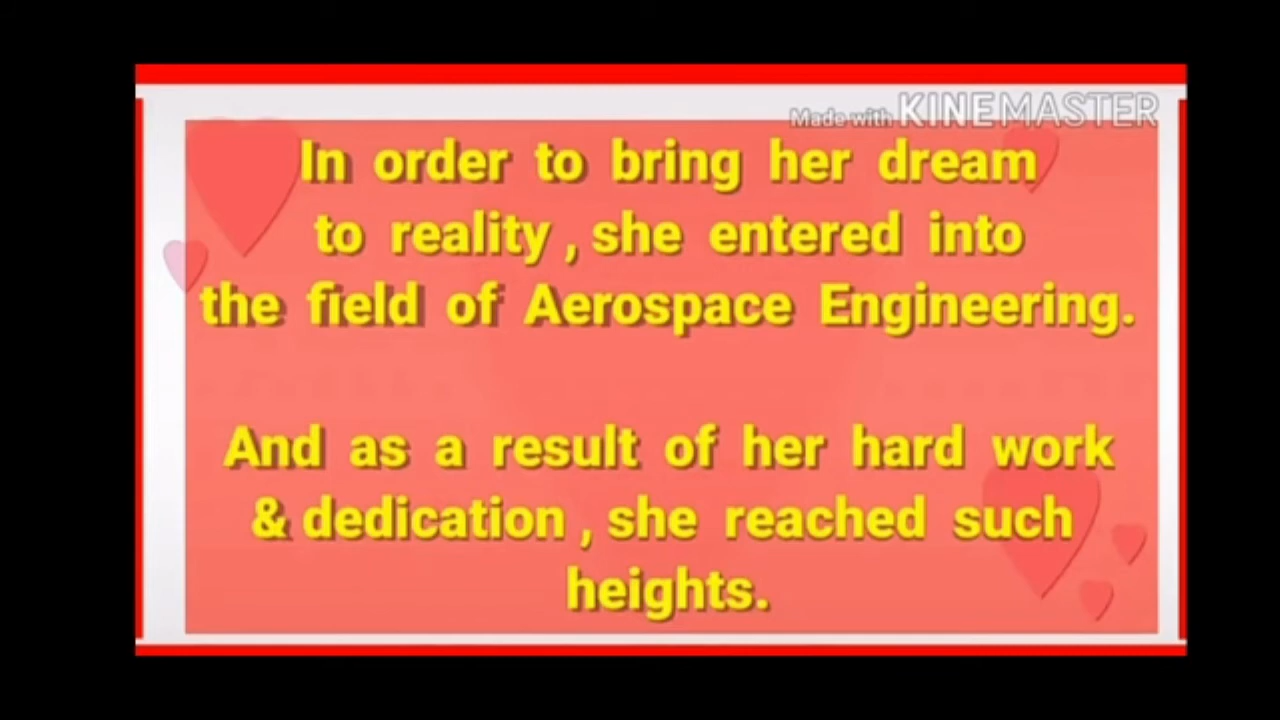 Made with KINEMASTER
In order to bring her dream
to reality , she entered into
the field of Aerospace Engineering.
And as a result of her hard work
& dedication , she reached such
heights.